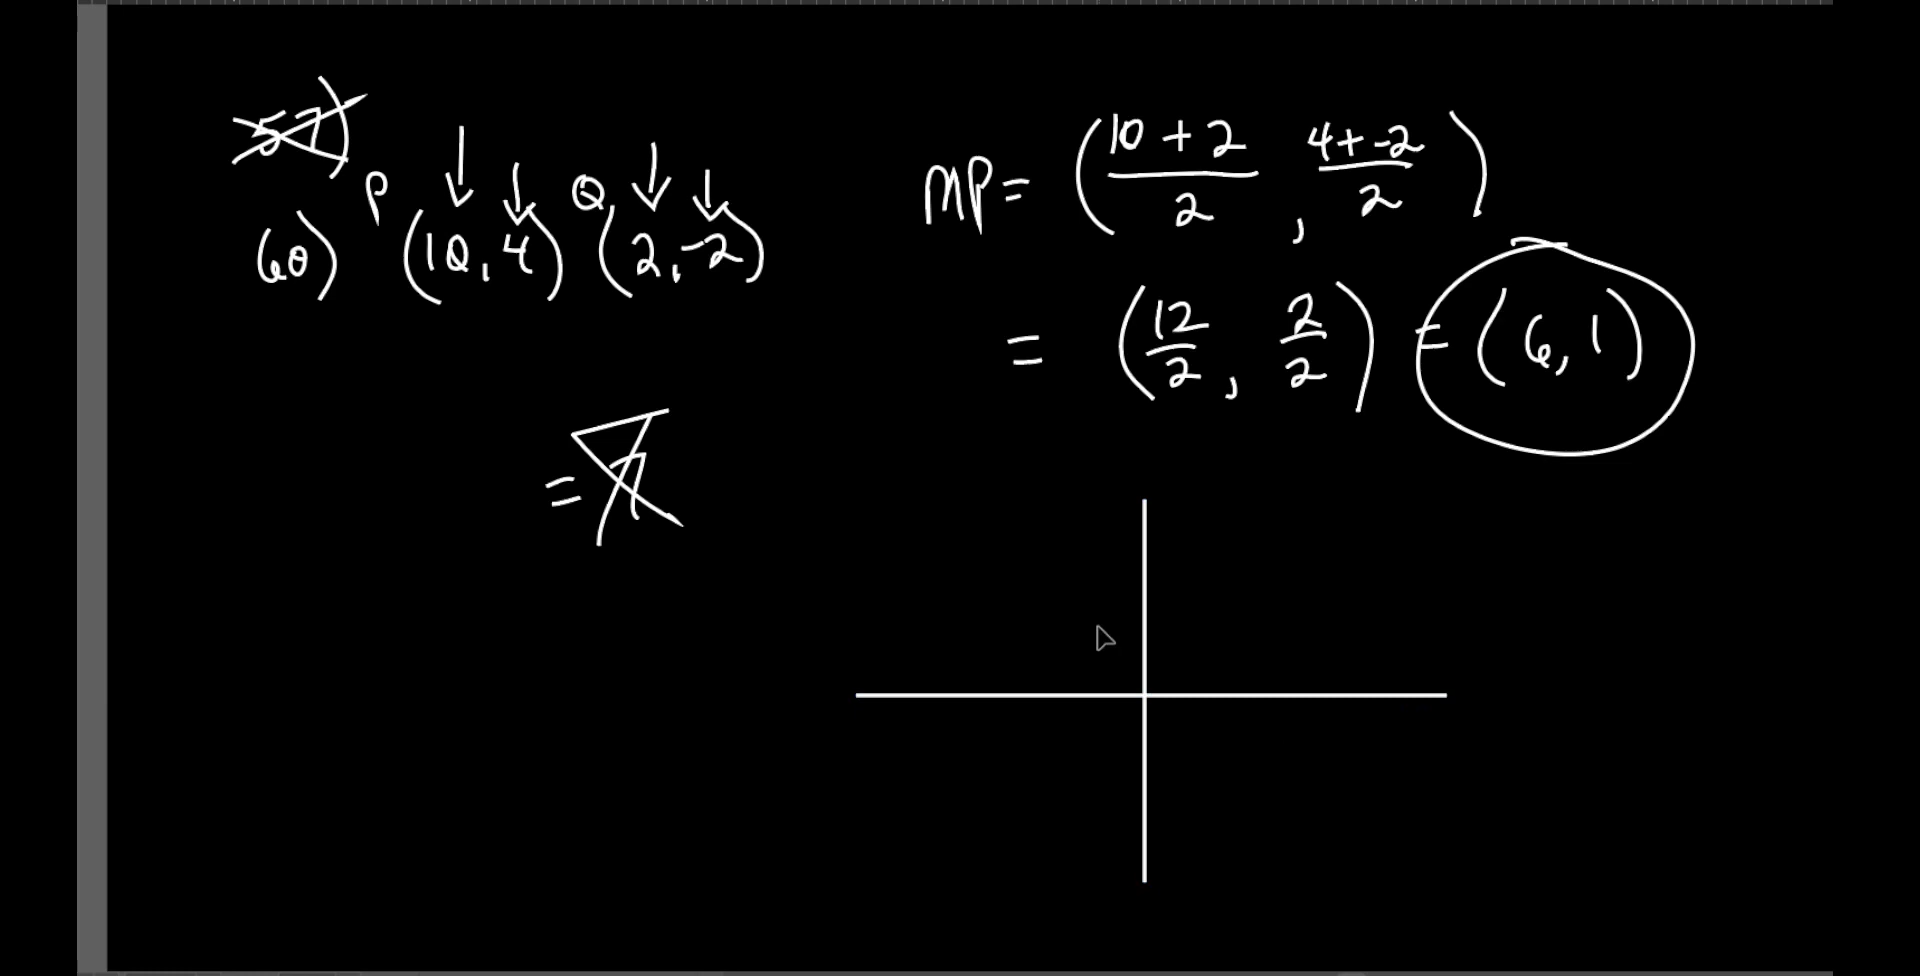 57)
P Q
60) (10, 4) (2, -2)
MP = (10 + 2 / 2 , 4 + -2 / 2)
= (12/2 , 2/2) = (6, 1)
= 7